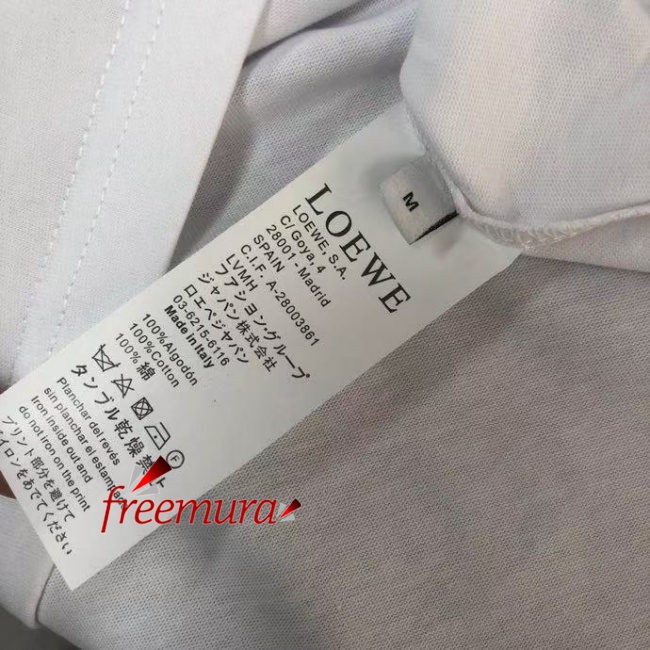 M
LOEWE
LOEWE, S.A.
C/ Goya, 4
28001 - Madrid
SPAIN
C.I.F. A-28003861
LVMH
ファショングループ
ジャパン株式会社
ロエベジャパン
03-6215-6116
Made in Italy
100%Algodón
100%Cotton
100% 綿
F
Planchar del revés
sin planchar el estampado
Iron inside out and
do not iron on the print
タンブル乾燥禁止
プリント部分を避けて
アイロンをあててください
freemura